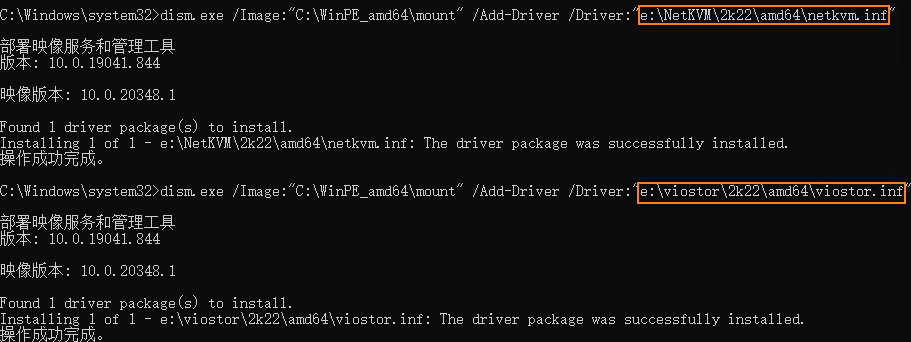 C:\Windows\system32>dism.exe /Image:"C:\WinPE_amd64\mount" /Add-Driver /Driver:"e:\NetKVM\2k22\amd64\netkvm.inf"
部署映像服务和管理工具
版本: 10.0.19041.844
映像版本: 10.0.20348.1
Found 1 driver package(s) to install.
Installing 1 of 1 - e:\NetKVM\2k22\amd64\netkvm.inf: The driver package was successfully installed.
操作成功完成。
C:\Windows\system32>dism.exe /Image:"C:\WinPE_amd64\mount" /Add-Driver /Driver:"e:\viostor\2k22\amd64\viostor.inf"
部署映像服务和管理工具
版本: 10.0.19041.844
映像版本: 10.0.20348.1
Found 1 driver package(s) to install.
Installing 1 of 1 - e:\viostor\2k22\amd64\viostor.inf: The driver package was successfully installed.
操作成功完成。